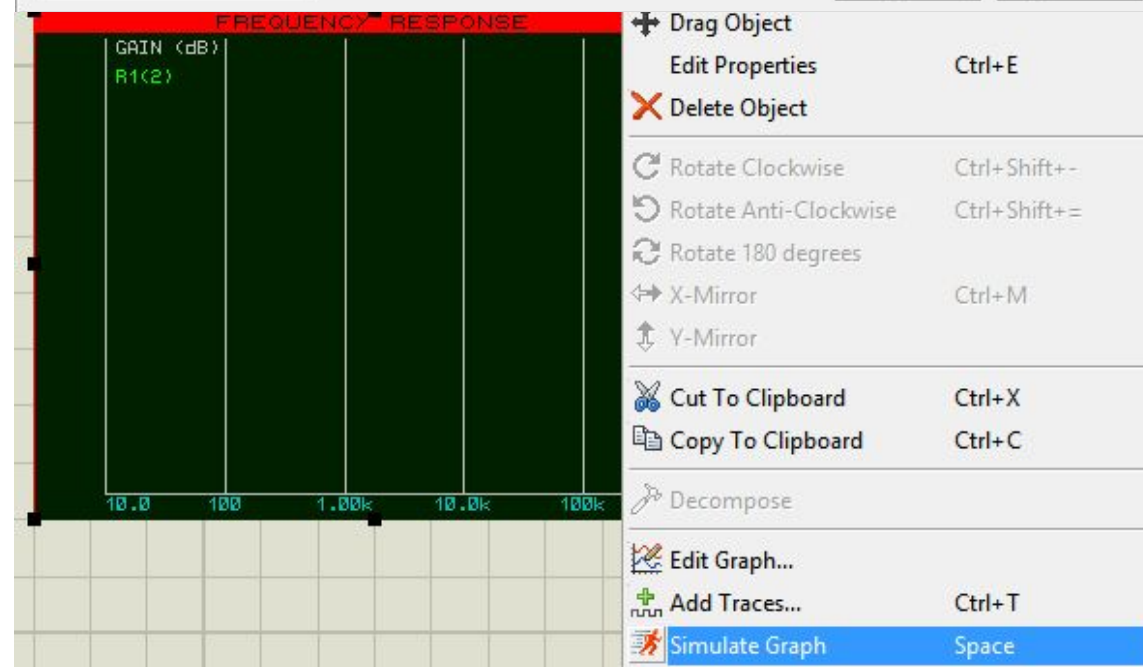 FREQUENCY RESPONSE
GAIN (dB)
R1(2)
10.0 100 1.00k 10.0k 100k
Drag Object
Edit Properties Ctrl+E
Delete Object
Rotate Clockwise Ctrl+Shift+-
Rotate Anti-Clockwise Ctrl+Shift+=
Rotate 180 degrees
X-Mirror Ctrl+M
Y-Mirror
Cut To Clipboard Ctrl+X
Copy To Clipboard Ctrl+C
Decompose
Edit Graph...
Add Traces... Ctrl+T
Simulate Graph Space